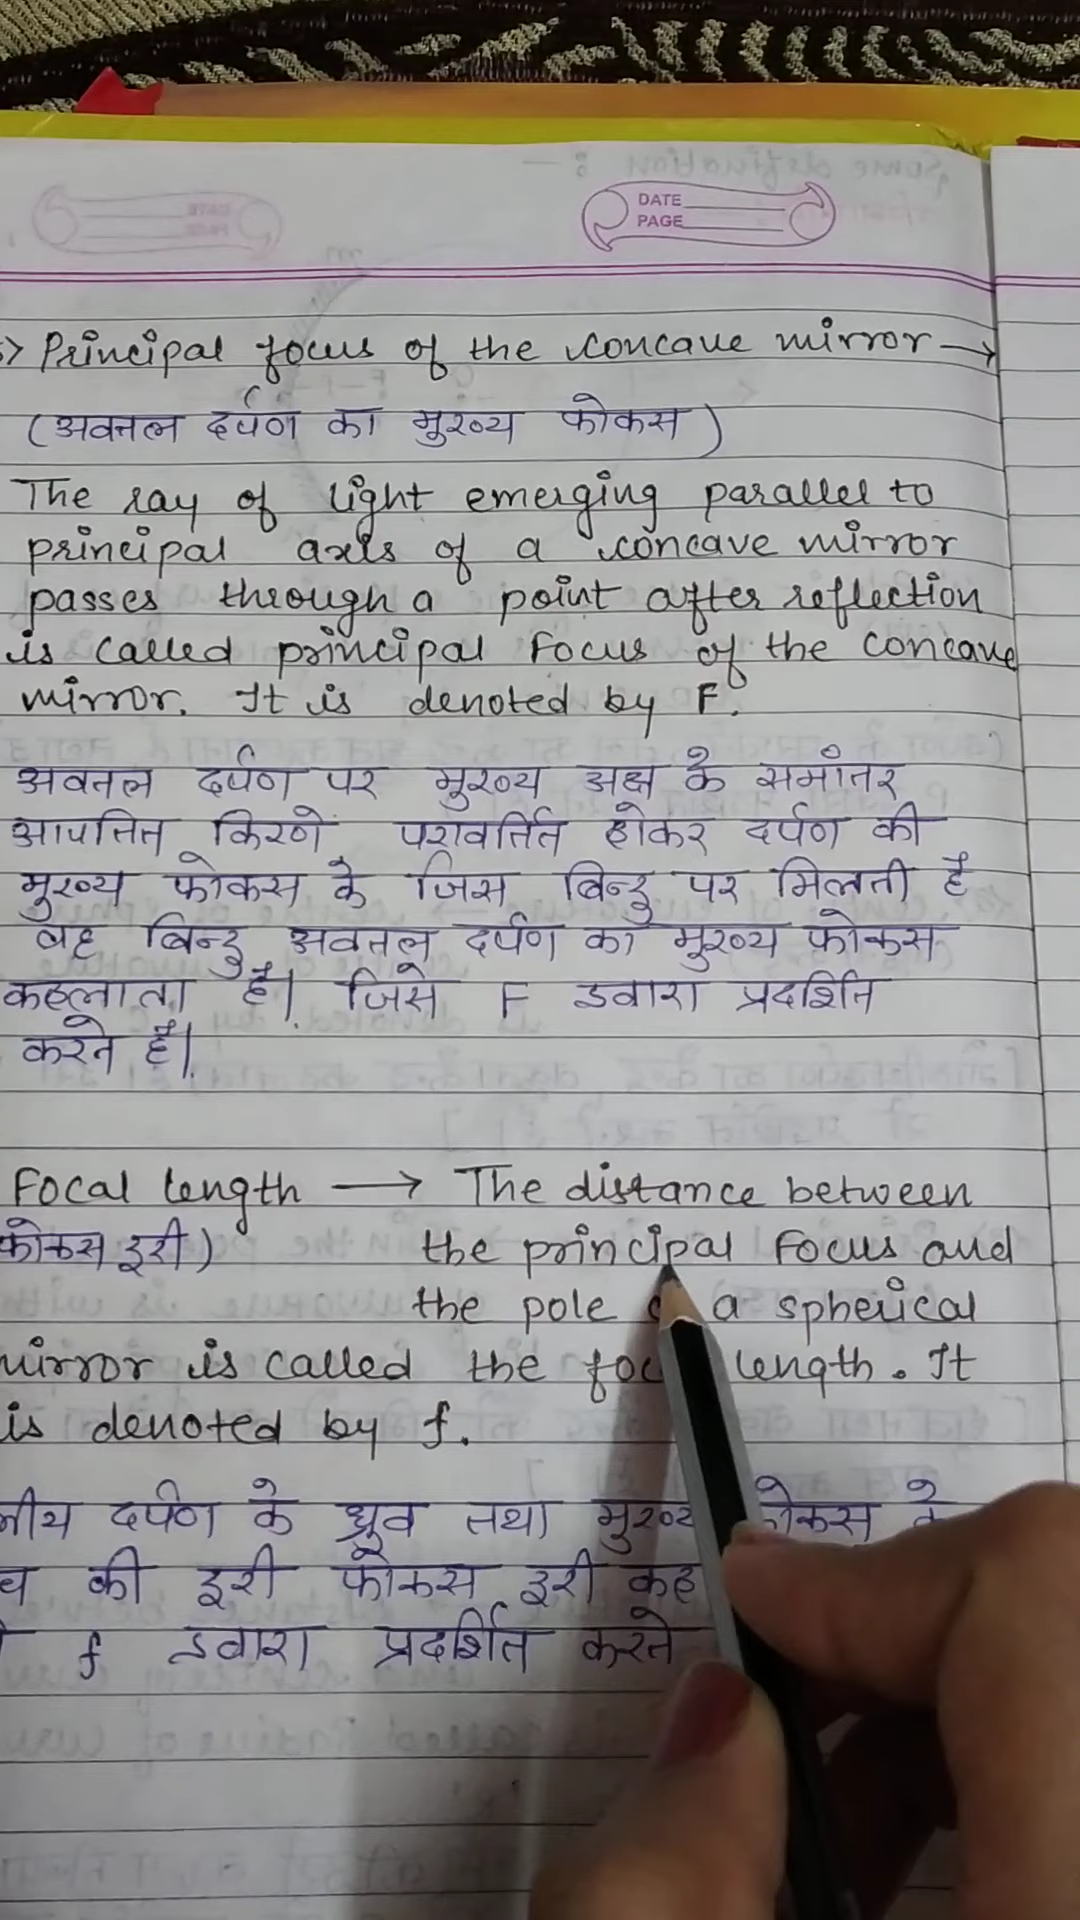 DATE
PAGE
Principal focus of the concave mirror →
(अवतल दर्पण का मुख्य फोकस)
The ray of light emerging parallel to
principal axis of a concave mirror
passes through a point after reflection
is called principal Focus of the concave
mirror. It is denoted by F.
अवतल दर्पण पर मुख्य अक्ष के समांतर
आपतित किरणे परावर्तित होकर दर्पण की
मुख्य फोकस के जिस बिन्दु पर मिलती है
वह बिन्दु अवतल दर्पण का मुख्य फोकस
कहलाता है। जिसे F डवारा प्रदर्शित
करते है।
Focal length → The distance between
फोकस दूरी) the principal Focus and
the pole a spherical
mirror is called the length. It
is denoted by f.
दर्पण के ध्रुव तथा मुख्य के
की दूरी फोकस दूरी
f डवारा प्रदर्शित करते